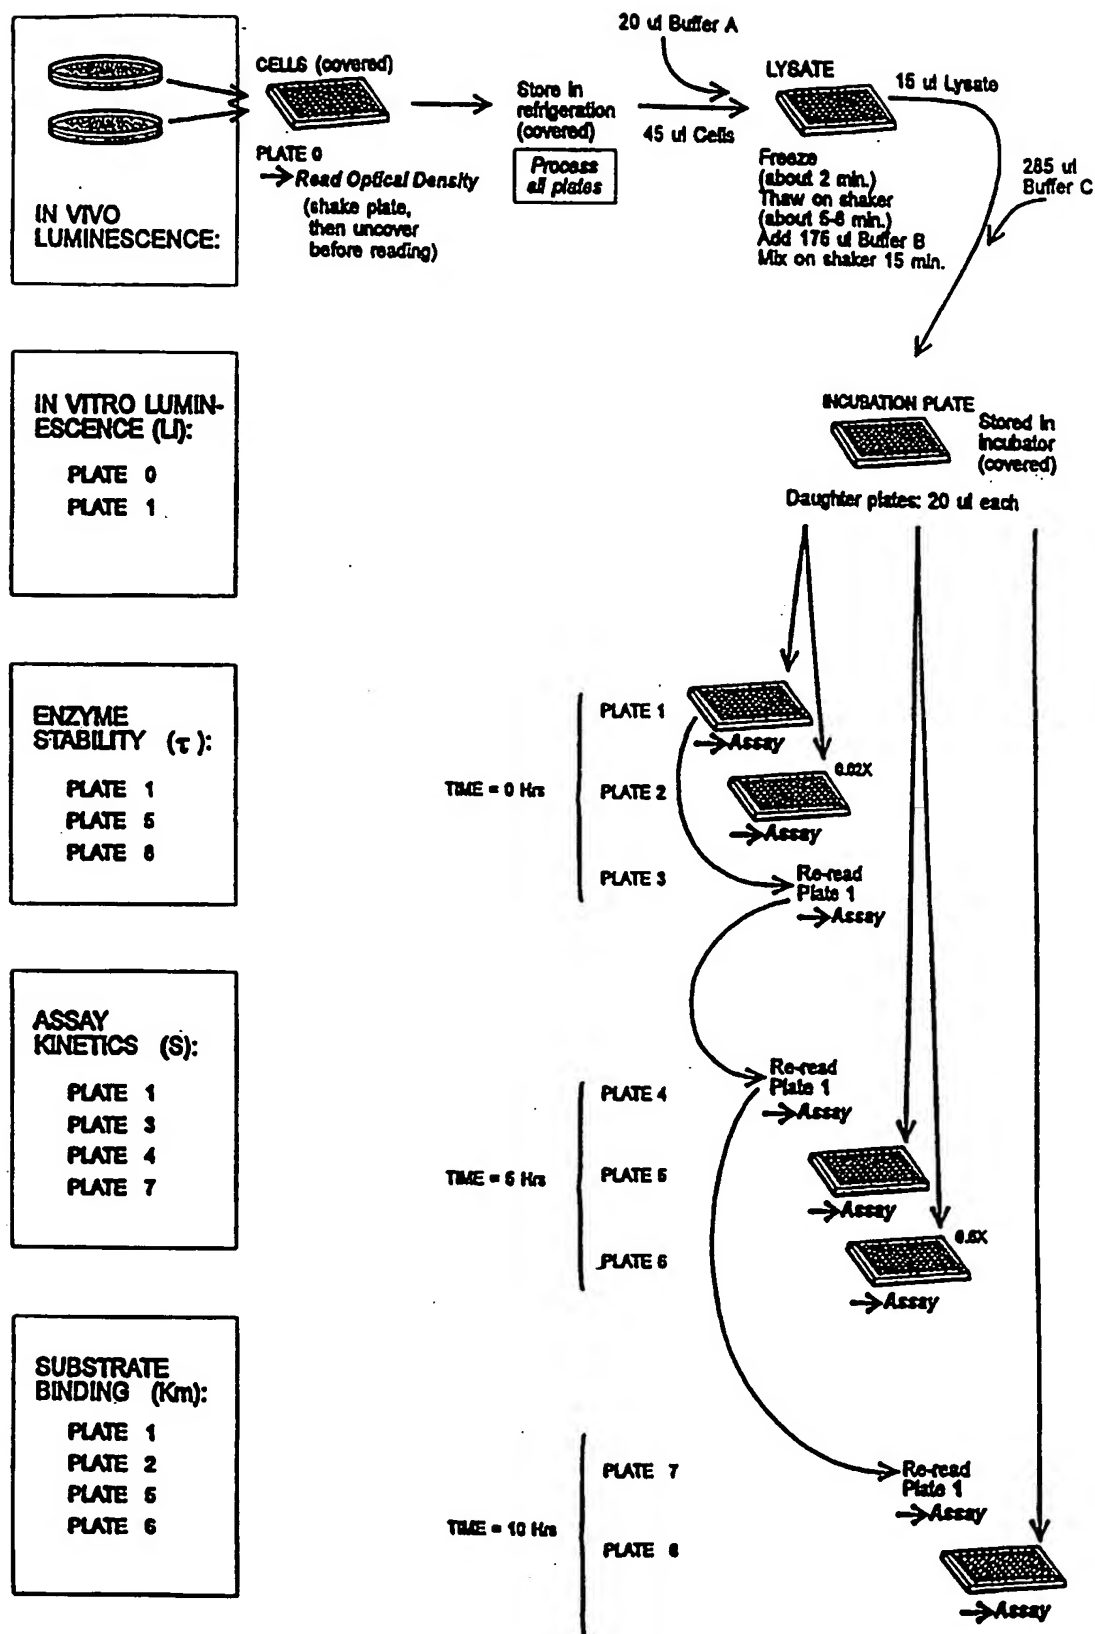 20 ul Buffer A
CELLS (covered)
PLATE 0
Read Optical Density
(shake plate,
then uncover
before reading)
Store in
refrigeration
(covered)
Process
all plates
45 ul Cells
LYSATE
15 ul Lysate
Freeze
(about 2 min.)
Thaw on shaker
(about 5-8 min.)
Add 175 ul Buffer B
Mix on shaker 15 min.
285 ul
Buffer C
IN VIVO
LUMINESCENCE:
IN VITRO LUMIN-
ESCENCE (LI):
PLATE 0
PLATE 1
INCUBATION PLATE
Stored in
incubator
(covered)
Daughter plates: 20 ul each
ENZYME
STABILITY (τ):
PLATE 1
PLATE 5
PLATE 8
TIME = 0 Hrs
PLATE 1
Assay
PLATE 2
0.02X
Assay
PLATE 3
Re-read
Plate 1
Assay
ASSAY
KINETICS (S):
PLATE 1
PLATE 3
PLATE 4
PLATE 7
TIME = 5 Hrs
PLATE 4
Re-read
Plate 1
Assay
PLATE 5
Assay
PLATE 6
Assay
SUBSTRATE
BINDING (Km):
PLATE 1
PLATE 2
PLATE 5
PLATE 6
TIME = 10 Hrs
PLATE 7
Re-read
Plate 1
Assay
PLATE 8
Assay